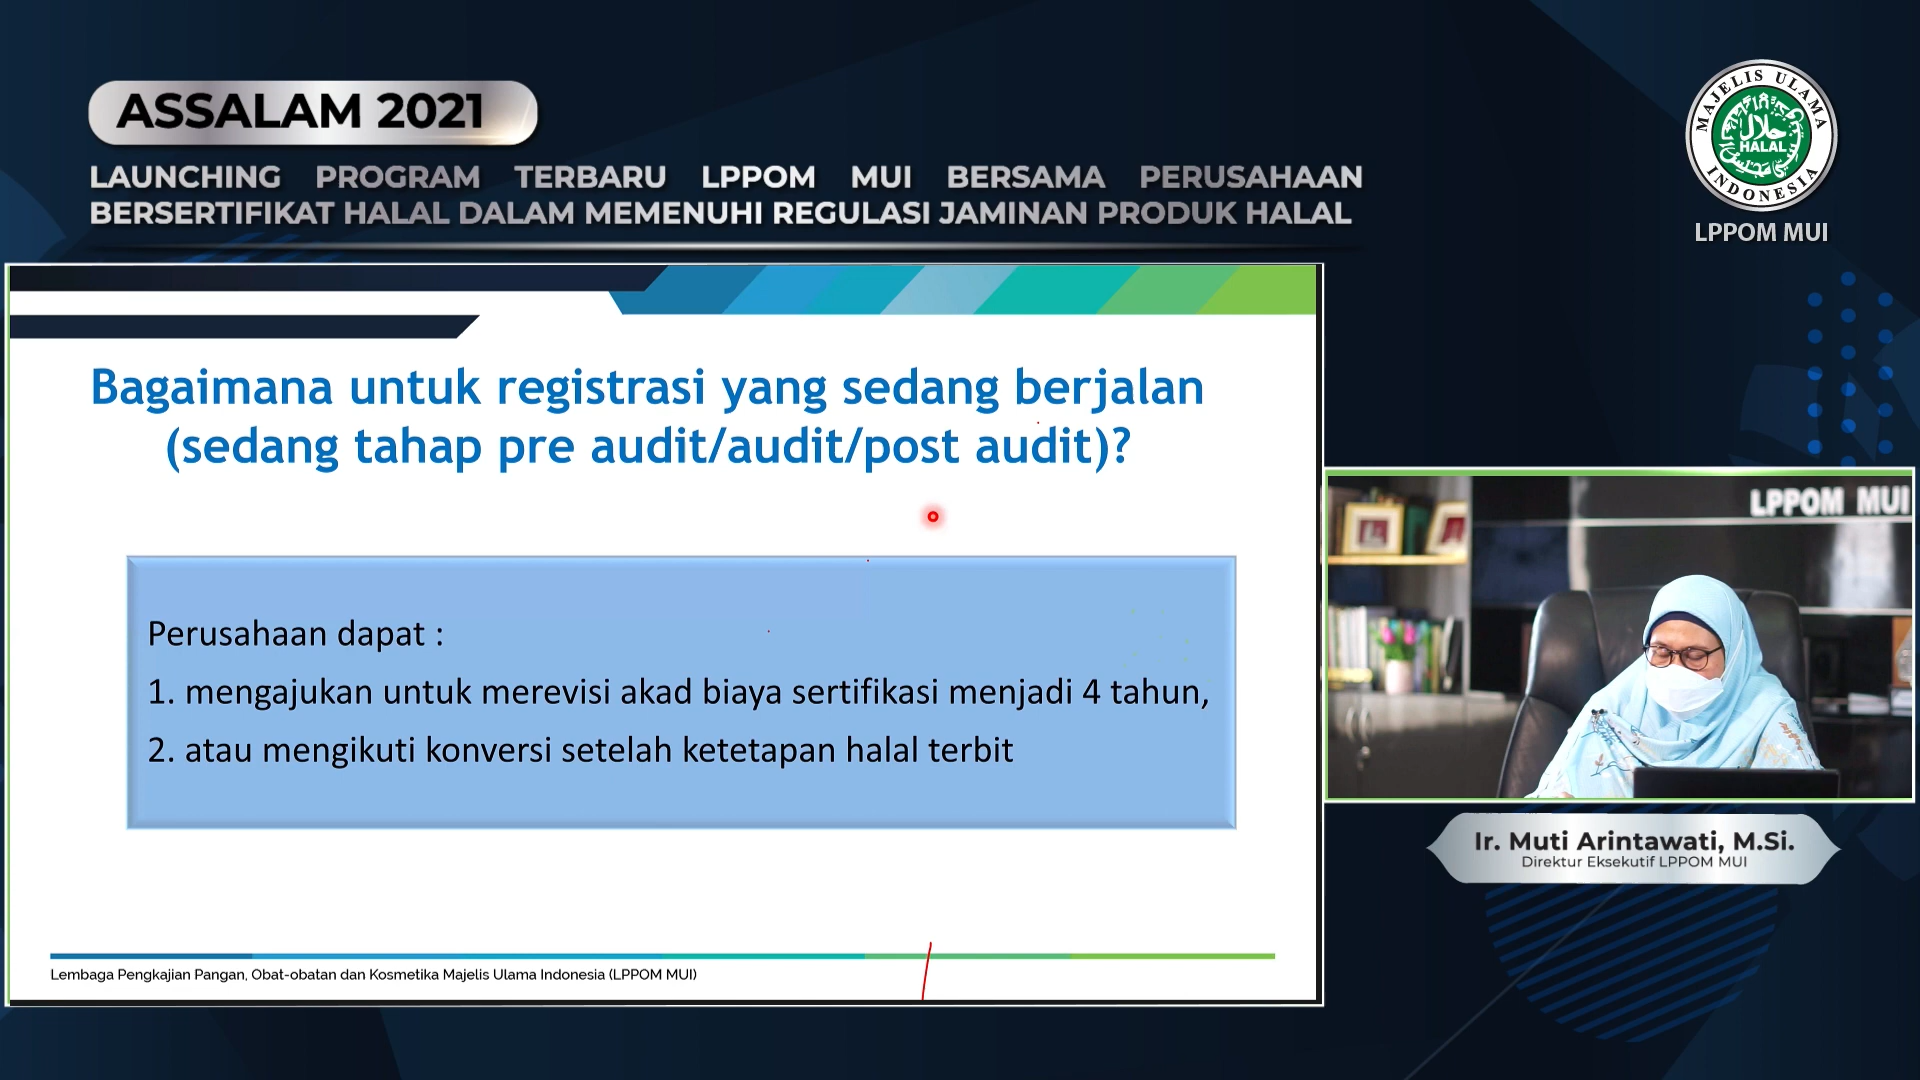 ASSALAM 2021
LAUNCHING PROGRAM TERBARU LPPOM MUI BERSAMA PERUSAHAAN
BERSERTIFIKAT HALAL DALAM MEMENUHI REGULASI JAMINAN PRODUK HALAL
MAJELIS ULAMA
حلال
HALAL
INDONESIA
LPPOM MUI
Bagaimana untuk registrasi yang sedang berjalan
(sedang tahap pre audit/audit/post audit)?
Perusahaan dapat :
1. mengajukan untuk merevisi akad biaya sertifikasi menjadi 4 tahun,
2. atau mengikuti konversi setelah ketetapan halal terbit
Lembaga Pengkajian Pangan, Obat-obatan dan Kosmetika Majelis Ulama Indonesia (LPPOM MUI)
LPPOM MUI
Ir. Muti Arintawati, M.Si.
Direktur Eksekutif LPPOM MUI